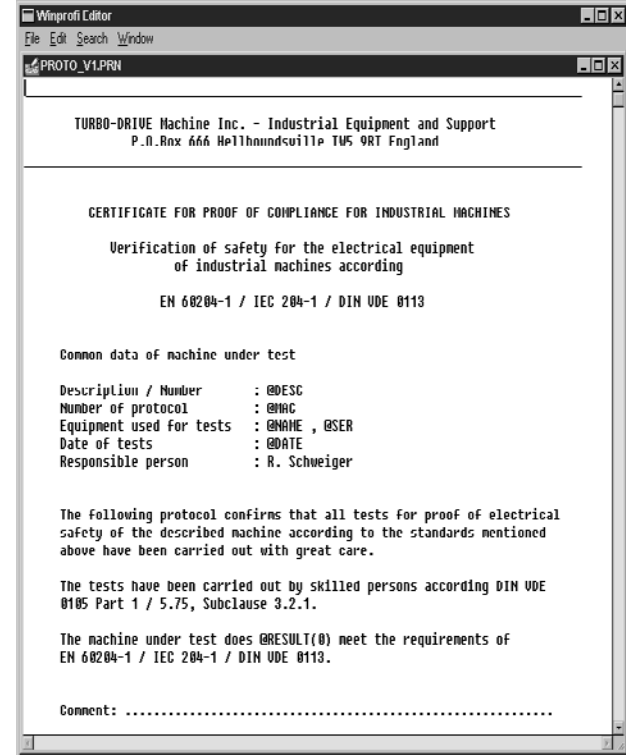 Winprofi Editor
File Edit Search Window
PROTO_V1.PRN
TURBO-DRIVE Machine Inc. - Industrial Equipment and Support
P.O.Box 666 Hellhoundsville TW5 9RT England
CERTIFICATE FOR PROOF OF COMPLIANCE FOR INDUSTRIAL MACHINES
Verification of safety for the electrical equipment
of industrial machines according
EN 60204-1 / IEC 204-1 / DIN VDE 0113
Common data of machine under test
Description / Number : @DESC
Number of protocol : @MAC
Equipment used for tests : @NAME , @SER
Date of tests : @DATE
Responsible person : R. Schweiger
The following protocol confirms that all tests for proof of electrical
safety of the described machine according to the standards mentioned
above have been carried out with great care.
The tests have been carried out by skilled persons according DIN VDE
0105 Part 1 / 5.75, Subclause 3.2.1.
The machine under test does @RESULT(0) meet the requirements of
EN 60204-1 / IEC 204-1 / DIN VDE 0113.
Comment: ............................................................